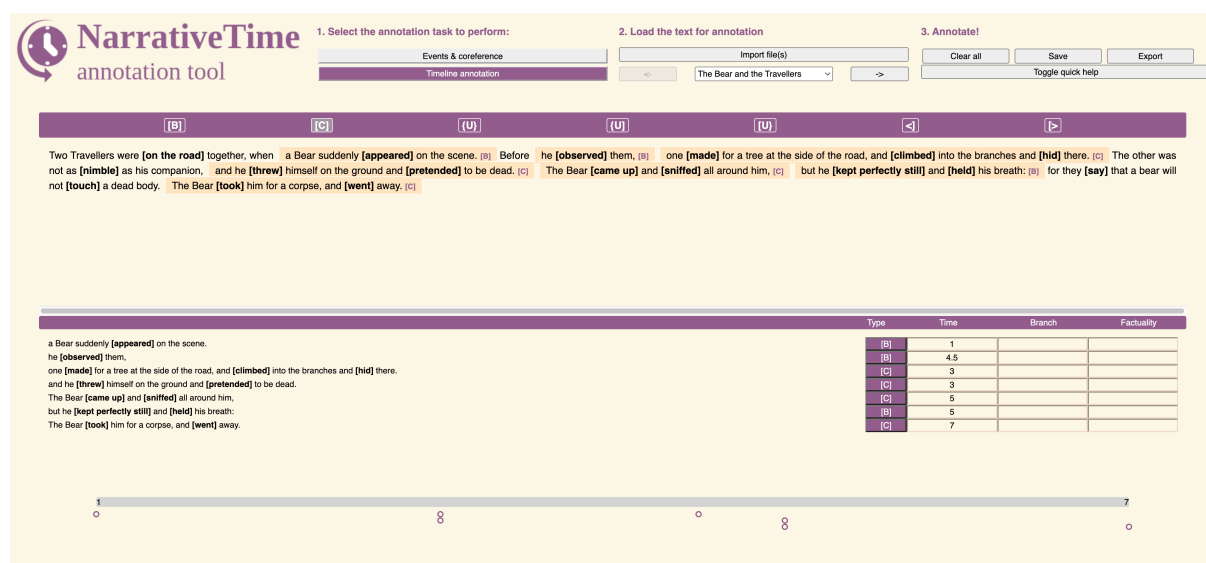 NarrativeTime
annotation tool
1. Select the annotation task to perform:
Events & coreference
Timeline annotation
2. Load the text for annotation
Import file(s)
<- The Bear and the Travellers ->
3. Annotate!
Clear all Save Export
Toggle quick help
[B] [C] {U} {U] [U} <] [>
Two Travellers were [on the road] together, when a Bear suddenly [appeared] on the scene. [B] Before he [observed] them, [B] one [made] for a tree at the side of the road, and [climbed] into the branches and [hid] there. [C] The other was
not as [nimble] as his companion, and he [threw] himself on the ground and [pretended] to be dead. [C] The Bear [came up] and [sniffed] all around him, [C] but he [kept perfectly still] and [held] his breath: [B] for they [say] that a bear will
not [touch] a dead body. The Bear [took] him for a corpse, and [went] away. [C]
Type Time Branch Factuality
a Bear suddenly [appeared] on the scene. [B] 1
he [observed] them, [B] 4.5
one [made] for a tree at the side of the road, and [climbed] into the branches and [hid] there. [C] 3
and he [threw] himself on the ground and [pretended] to be dead. [C] 3
The Bear [came up] and [sniffed] all around him, [C] 5
but he [kept perfectly still] and [held] his breath: [B] 5
The Bear [took] him for a corpse, and [went] away. [C] 7
1 7